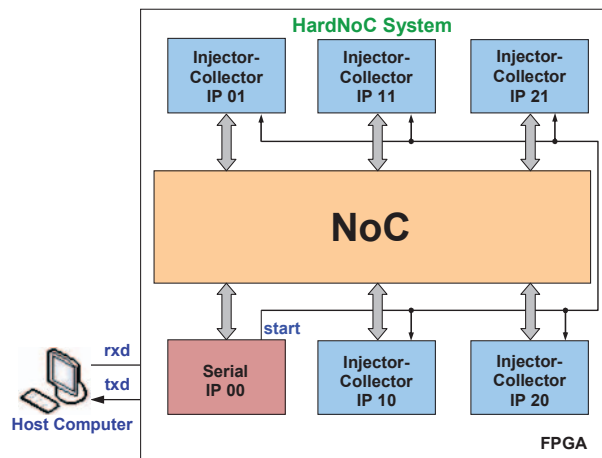 HardNoC System
Injector-
Collector
IP 01
Injector-
Collector
IP 11
Injector-
Collector
IP 21
NoC
start
rxd
txd
Host Computer
Serial
IP 00
Injector-
Collector
IP 10
Injector-
Collector
IP 20
FPGA